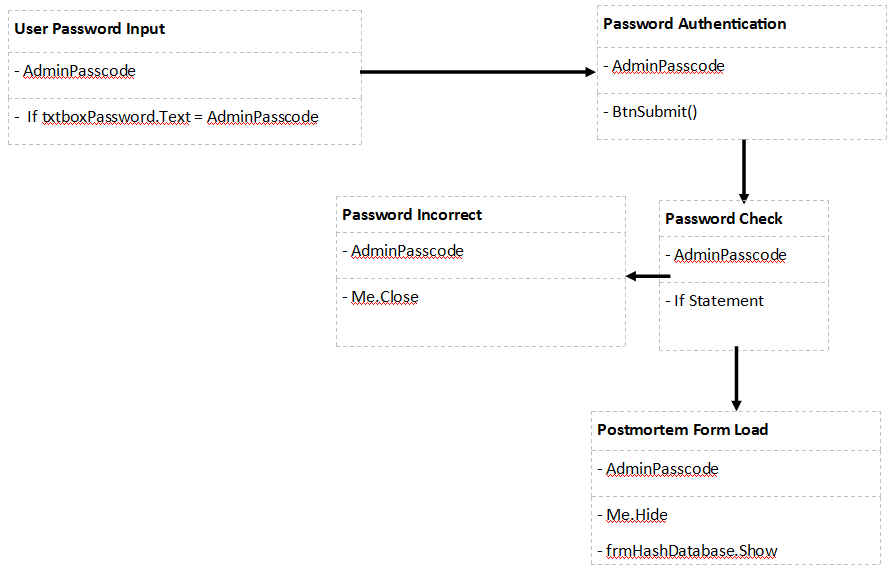 User Password Input
- AdminPasscode
- If txtboxPassword.Text = AdminPasscode
Password Authentication
- AdminPasscode
- BtnSubmit()
Password Incorrect
- AdminPasscode
- Me.Close
Password Check
- AdminPasscode
- If Statement
Postmortem Form Load
- AdminPasscode
- Me.Hide
- frmHashDatabase.Show